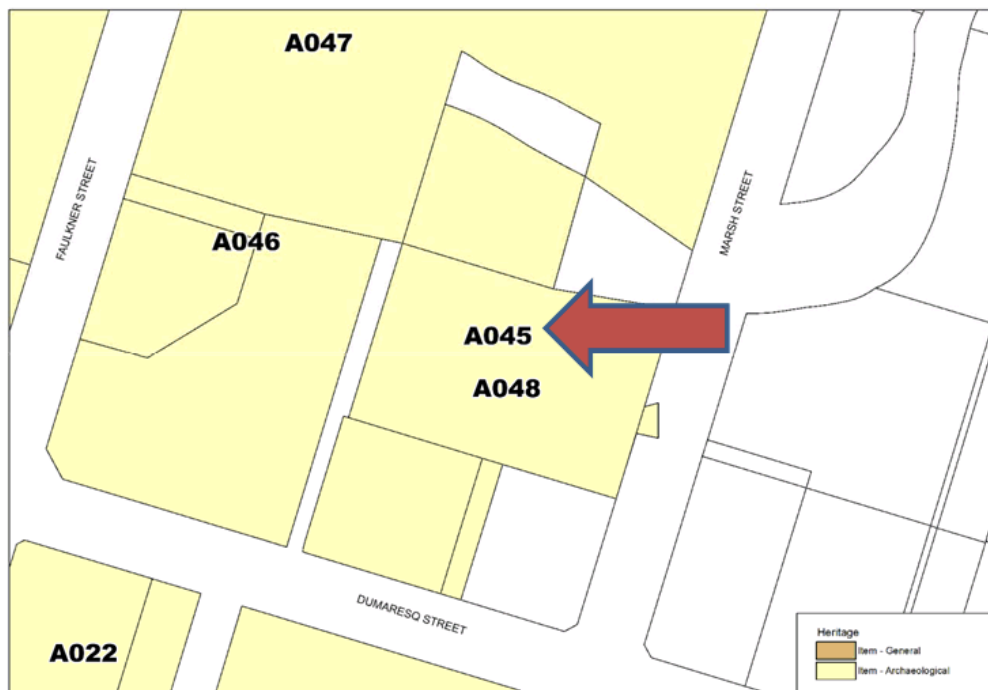 A047
FAULKNER STREET
MARSH STREET
A046
A045
A048
DUMARESQ STREET
A022
Heritage
Item - General
Item - Archaeological